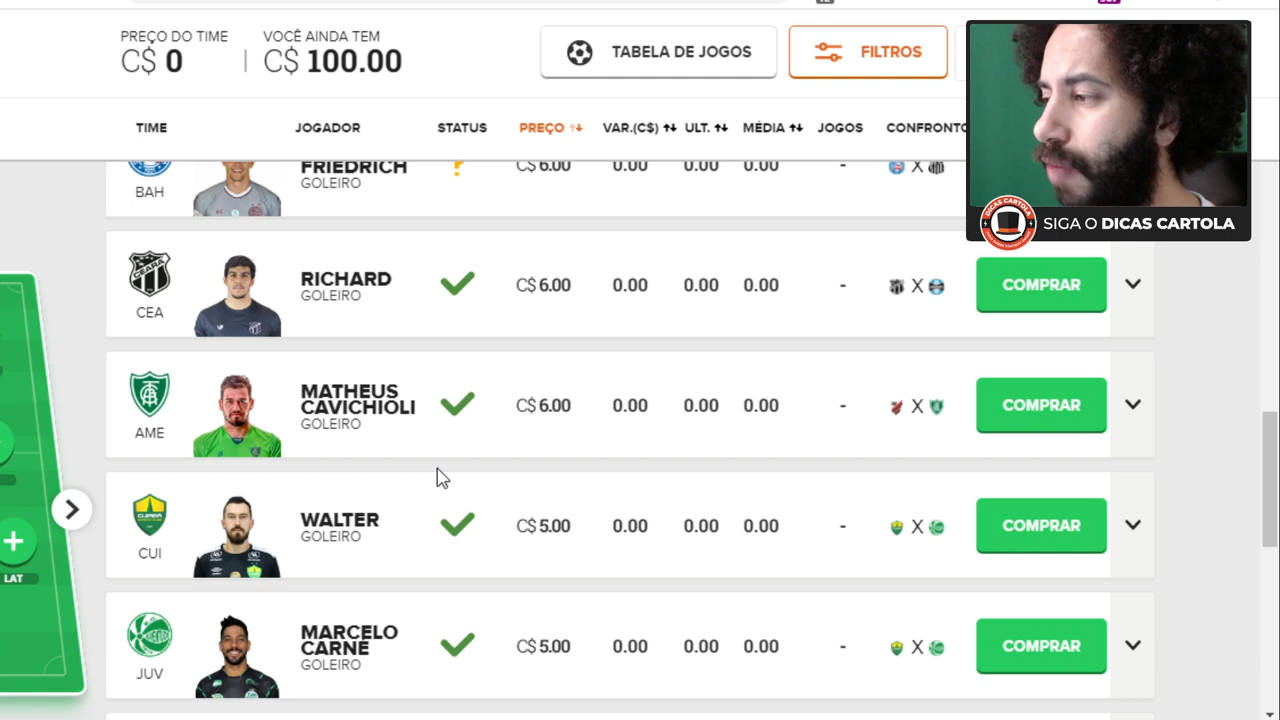 PREÇO DO TIME
C$ 0
VOCÊ AINDA TEM
C$ 100.00
TABELA DE JOGOS
FILTROS
TIME JOGADOR STATUS PREÇO VAR.(C$) ULT. MÉDIA JOGOS CONFRONTO
BAH
FRIEDRICH
GOLEIRO
? C$ 6.00 0.00 0.00 0.00 - X
DICAS CARTOLA
SIGA O DICAS CARTOLA
CEA
RICHARD
GOLEIRO
C$ 6.00 0.00 0.00 0.00 - X COMPRAR
AME
MATHEUS
CAVICHIOLI
GOLEIRO
C$ 6.00 0.00 0.00 0.00 - X COMPRAR
CUI
WALTER
GOLEIRO
C$ 5.00 0.00 0.00 0.00 - X COMPRAR
JUV
MARCELO
CARNÉ
GOLEIRO
C$ 5.00 0.00 0.00 0.00 - X COMPRAR
LAT